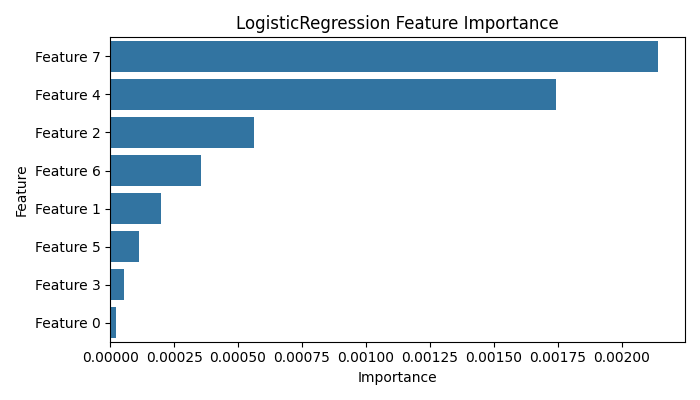 LogisticRegression Feature Importance
Feature
Feature 7
Feature 4
Feature 2
Feature 6
Feature 1
Feature 5
Feature 3
Feature 0
0.00000 0.00025 0.00050 0.00075 0.00100 0.00125 0.00150 0.00175 0.00200
Importance